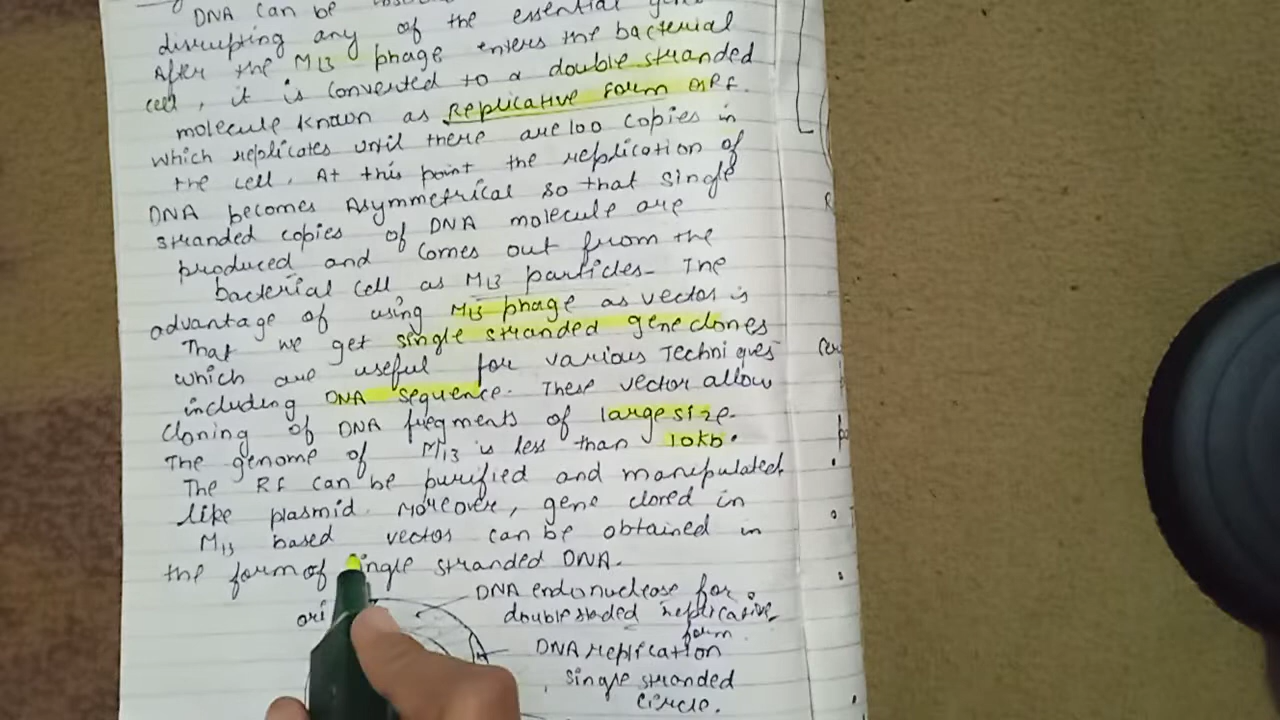 DNA can be
disrupting any of the essential
After the M13 phage enters the bacterial
cell, it is converted to a double stranded
molecule known as Replicative form or Rf.
which replicates until there are 100 copies in
the cell. At this point the replication of
DNA becomes Asymmetrical so that single
stranded copies of DNA molecule are
produced and comes out from the
bacterial cell as M13 particles. The
advantage of using M13 phage as vector is
That we get single stranded gene clones
which are useful for various Techniques
including DNA sequence. These vector allow
cloning of DNA fregments of large size.
The genome of M13 is less than 10kb.
The RF can be purified and manipulated
like plasmid. Moreover, gene cloned in
M13 based vector can be obtained in
the form of single stranded DNA.
ori
DNA endonuclease for
double straded replicative
form
DNA replication
single stranded
circle.